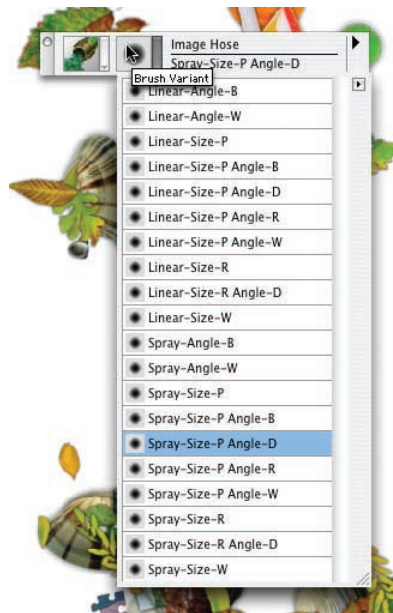 Image Hose
Spray-Size-P Angle-D
Brush Variant
Linear-Angle-B
Linear-Angle-W
Linear-Size-P
Linear-Size-P Angle-B
Linear-Size-P Angle-D
Linear-Size-P Angle-R
Linear-Size-P Angle-W
Linear-Size-R
Linear-Size-R Angle-D
Linear-Size-W
Spray-Angle-B
Spray-Angle-W
Spray-Size-P
Spray-Size-P Angle-B
Spray-Size-P Angle-D
Spray-Size-P Angle-R
Spray-Size-P Angle-W
Spray-Size-R
Spray-Size-R Angle-D
Spray-Size-W